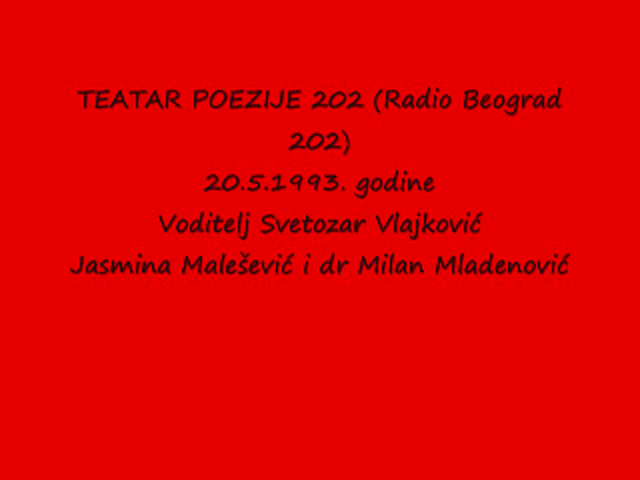 TEATAR POEZIJE 202 (Radio Beograd
202)
20.5.1993. godine
Voditelj Svetozar Vlajković
Jasmina Malešević i dr Milan Mladenović